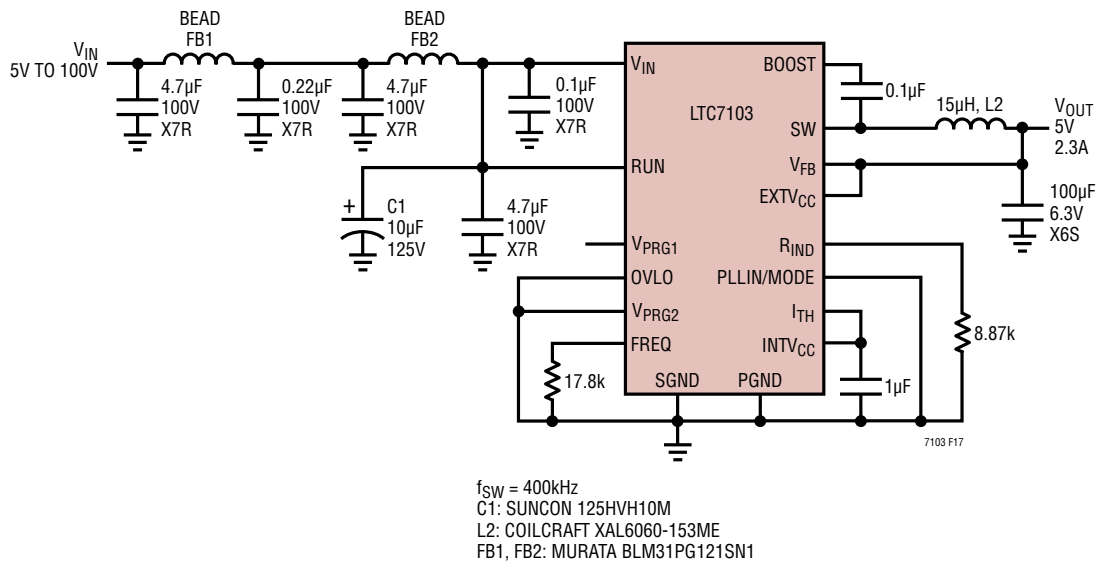 BEAD
FB1
BEAD
FB2
VIN
5V TO 100V
4.7µF
100V
X7R
0.22µF
100V
X7R
4.7µF
100V
X7R
0.1µF
100V
X7R
VIN
BOOST
LTC7103
0.1µF
SW
15µH, L2
VOUT
5V
2.3A
RUN
VFB
EXTVCC
+
C1
10µF
125V
4.7µF
100V
X7R
100µF
6.3V
X6S
VPRG1
RIND
OVLO
PLLIN/MODE
VPRG2
ITH
FREQ
INTVCC
8.87k
17.8k
SGND
PGND
1µF
7103 F17
fSW = 400kHz
C1: SUNCON 125HVH10M
L2: COILCRAFT XAL6060-153ME
FB1, FB2: MURATA BLM31PG121SN1